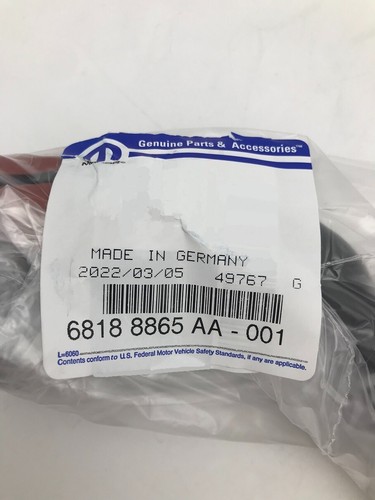 Genuine Parts & Accessories™
MADE IN GERMANY
2022/03/05 49767 G
6818 8865 AA - 001
L=6060
Contents conform to U.S. Federal Motor Vehicle Safety Standards, if any are applicable.